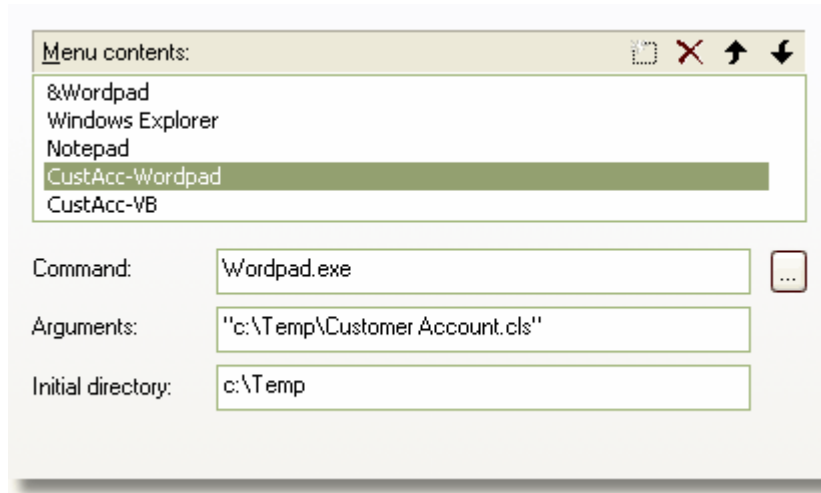 Menu contents:
&Wordpad
Windows Explorer
Notepad
CustAcc-Wordpad
CustAcc-VB
Command: Wordpad.exe ...
Arguments: "c:\Temp\Customer Account.cls"
Initial directory: c:\Temp